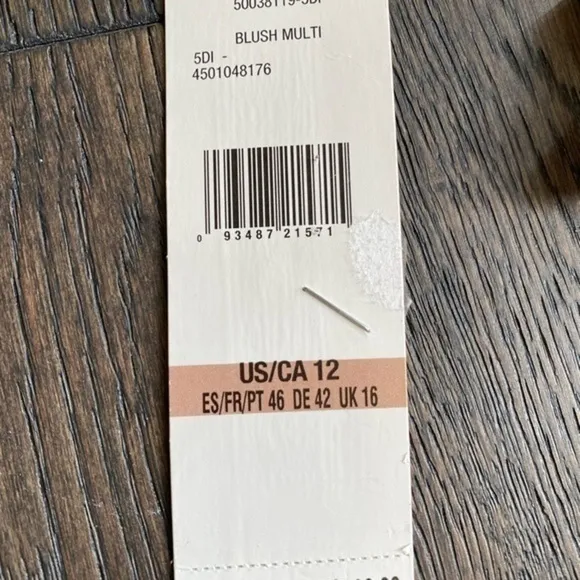 BLUSH MULTI
5DI -
4501048176
0 93487 21571
US/CA 12
ES/FR/PT 46 DE 42 UK 16